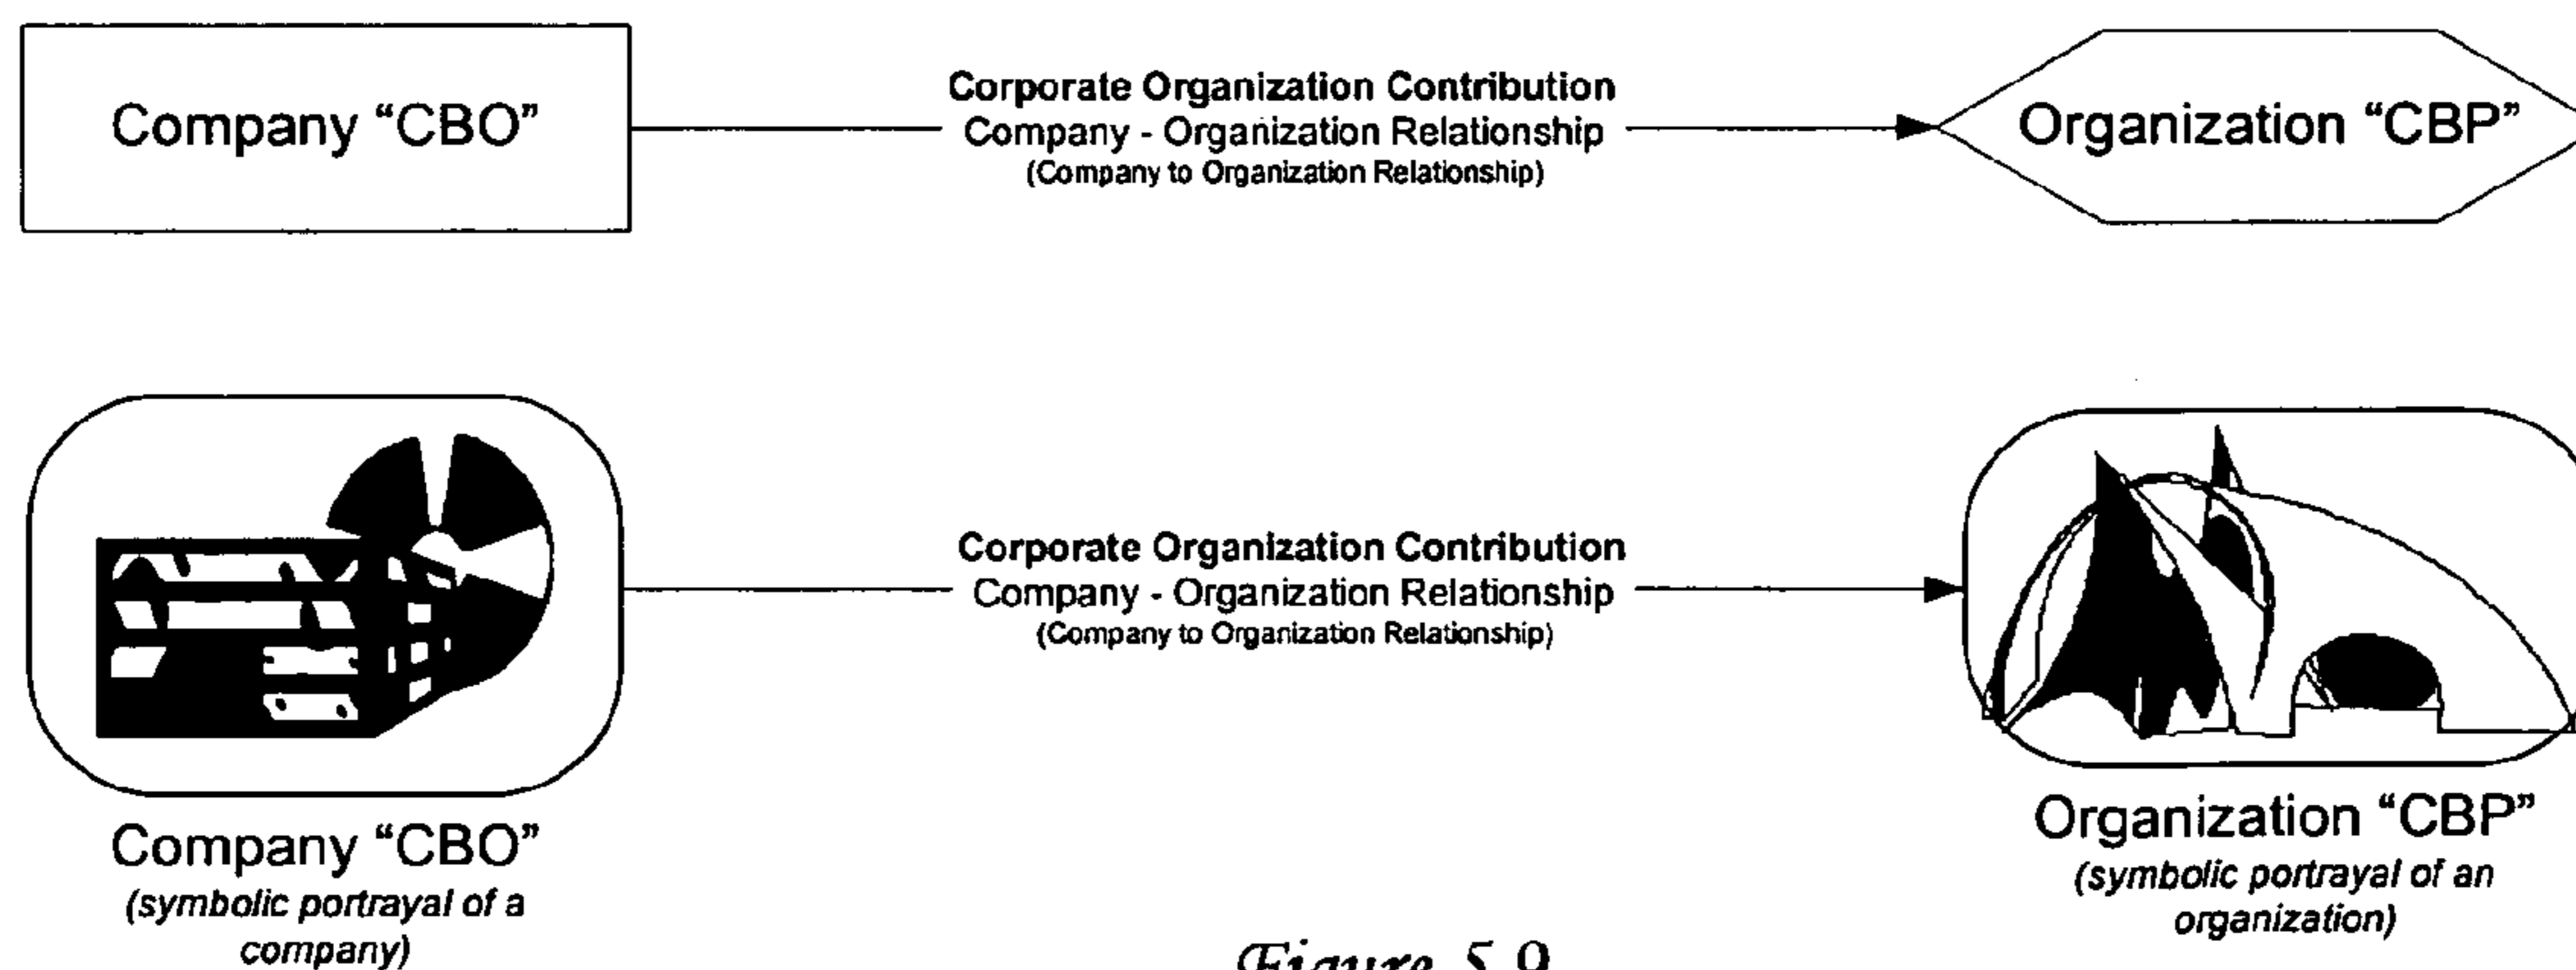 Company “CBO”
Corporate Organization Contribution
Company - Organization Relationship
(Company to Organization Relationship)
Organization “CBP”
Corporate Organization Contribution
Company - Organization Relationship
(Company to Organization Relationship)
Company “CBO”
(symbolic portrayal of a
company)
Organization “CBP”
(symbolic portrayal of an
organization)
Figure 5.9